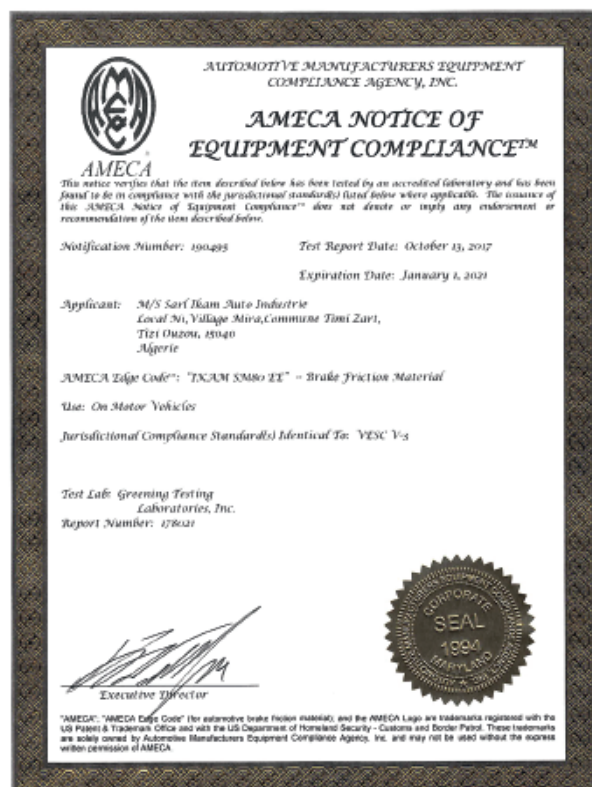 AUTOMOTIVE MANUFACTURERS EQUIPMENT
COMPLIANCE AGENCY, INC.
AMECA NOTICE OF
EQUIPMENT COMPLIANCE™
AMECA
®
This notice verifies that the item described below has been tested by an accredited laboratory and has been
found to be in compliance with the jurisdictional standard(s) listed below where applicable. The issuance of
this AMECA Notice of Equipment Compliance™ does not denote or imply any endorsement or
recommendation of the item described below.
Notification Number: 190495
Test Report Date: October 13, 2017
Expiration Date: January 1, 2021
Applicant: M/S Sarl Ikam Auto Industrie
Local N1, Village Mira, Commune Timi Zart,
Tizi Ouzou, 15040
Algerie
AMECA Edge Code™: "IKAM SM80 EE" – Brake Friction Material
Use: On Motor Vehicles
Jurisdictional Compliance Standard(s) Identical To: VESC V-3
Test Lab: Greening Testing
Laboratories, Inc.
Report Number: 178021
Executive Director
CORPORATE
SEAL
1994
MARYLAND
"AMECA"; "AMECA Edge Code" (for automotive brake friction material); and the AMECA Logo are trademarks registered with the
US Patent & Trademark Office and with the US Department of Homeland Security - Customs and Border Patrol. These trademarks
are solely owned by Automotive Manufacturers Equipment Compliance Agency, Inc. and may not be used without the express
written permission of AMECA.